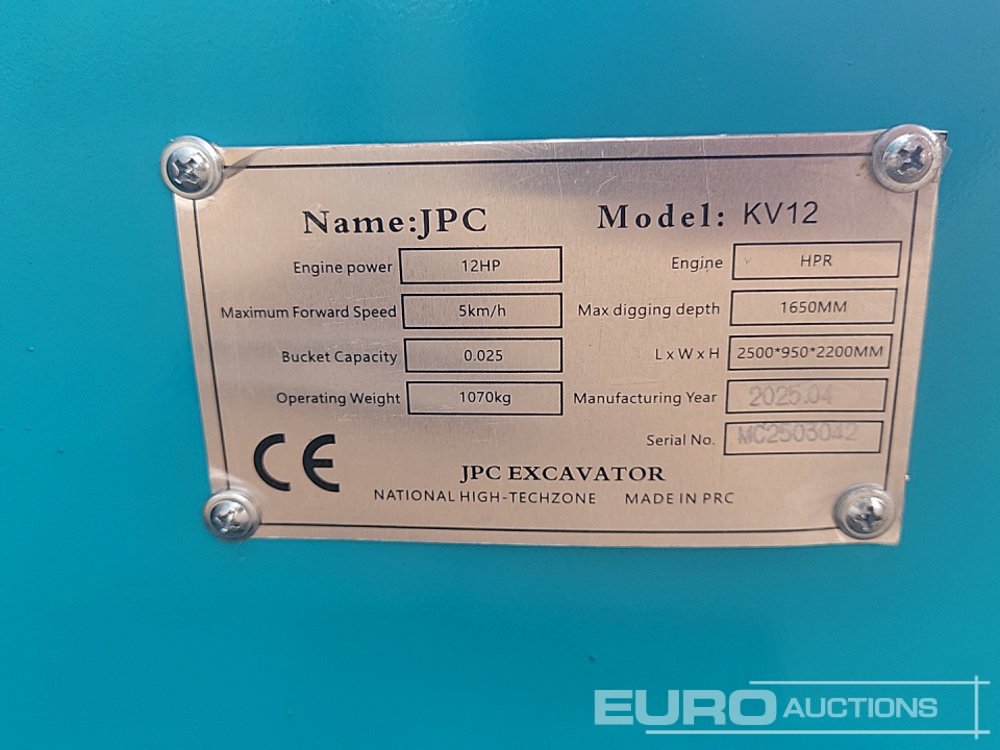 Name:JPC Model: KV12
Engine power 12HP Engine HPR
Maximum Forward Speed 5km/h Max digging depth 1650MM
Bucket Capacity 0.025 L x W x H 2500*950*2200MM
Operating Weight 1070kg Manufacturing Year 2025.04
Serial No. MC2503042
CE
JPC EXCAVATOR
NATIONAL HIGH-TECHZONE MADE IN PRC
EURO AUCTIONS